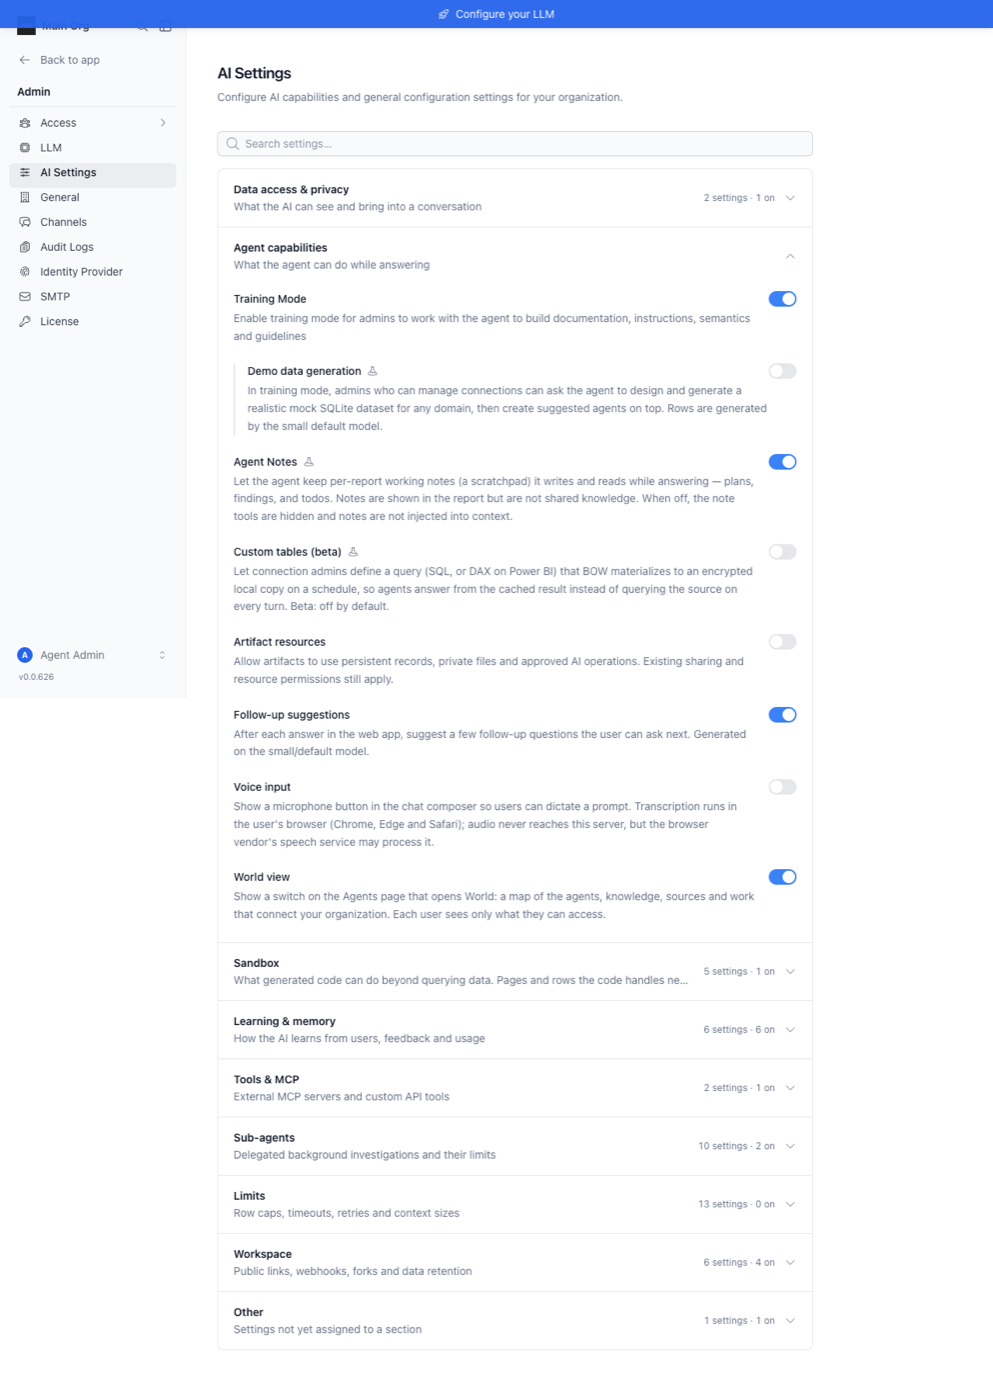 Configure your LLM
Main Org
Back to app
Admin
Access
LLM
AI Settings
General
Channels
Audit Logs
Identity Provider
SMTP
License
A Agent Admin
v0.0.626
AI Settings
Configure AI capabilities and general configuration settings for your organization.
Search settings...
Data access & privacy
What the AI can see and bring into a conversation
2 settings · 1 on
Agent capabilities
What the agent can do while answering
Training Mode
Enable training mode for admins to work with the agent to build documentation, instructions, semantics
and guidelines
Demo data generation
In training mode, admins who can manage connections can ask the agent to design and generate a
realistic mock SQLite dataset for any domain, then create suggested agents on top. Rows are generated
by the small default model.
Agent Notes
Let the agent keep per-report working notes (a scratchpad) it writes and reads while answering — plans,
findings, and todos. Notes are shown in the report but are not shared knowledge. When off, the note
tools are hidden and notes are not injected into context.
Custom tables (beta)
Let connection admins define a query (SQL, or DAX on Power BI) that BOW materializes to an encrypted
local copy on a schedule, so agents answer from the cached result instead of querying the source on
every turn. Beta: off by default.
Artifact resources
Allow artifacts to use persistent records, private files and approved AI operations. Existing sharing and
resource permissions still apply.
Follow-up suggestions
After each answer in the web app, suggest a few follow-up questions the user can ask next. Generated
on the small/default model.
Voice input
Show a microphone button in the chat composer so users can dictate a prompt. Transcription runs in
the user's browser (Chrome, Edge and Safari); audio never reaches this server, but the browser
vendor's speech service may process it.
World view
Show a switch on the Agents page that opens World: a map of the agents, knowledge, sources and work
that connect your organization. Each user sees only what they can access.
Sandbox
What generated code can do beyond querying data. Pages and rows the code handles ne...
5 settings · 1 on
Learning & memory
How the AI learns from users, feedback and usage
6 settings · 6 on
Tools & MCP
External MCP servers and custom API tools
2 settings · 1 on
Sub-agents
Delegated background investigations and their limits
10 settings · 2 on
Limits
Row caps, timeouts, retries and context sizes
13 settings · 0 on
Workspace
Public links, webhooks, forks and data retention
6 settings · 4 on
Other
Settings not yet assigned to a section
1 settings · 1 on